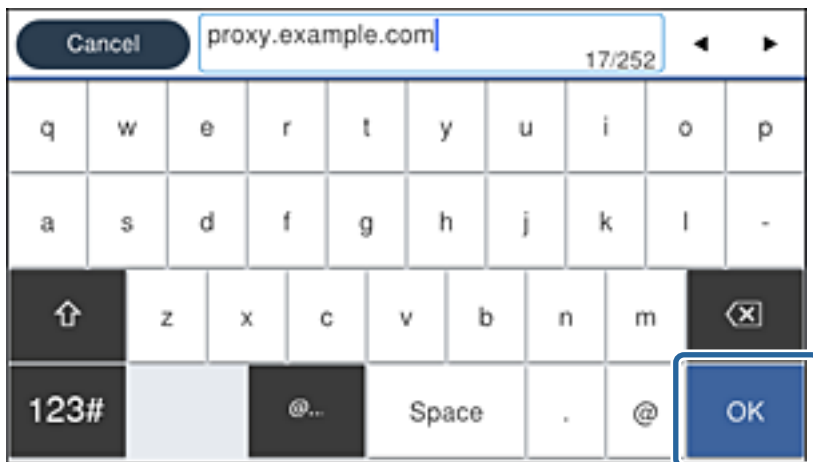 Cancel proxy.example.com 17/252
q w e r t y u i o p
a s d f g h j k l -
z x c v b n m
123# @... Space . @ OK